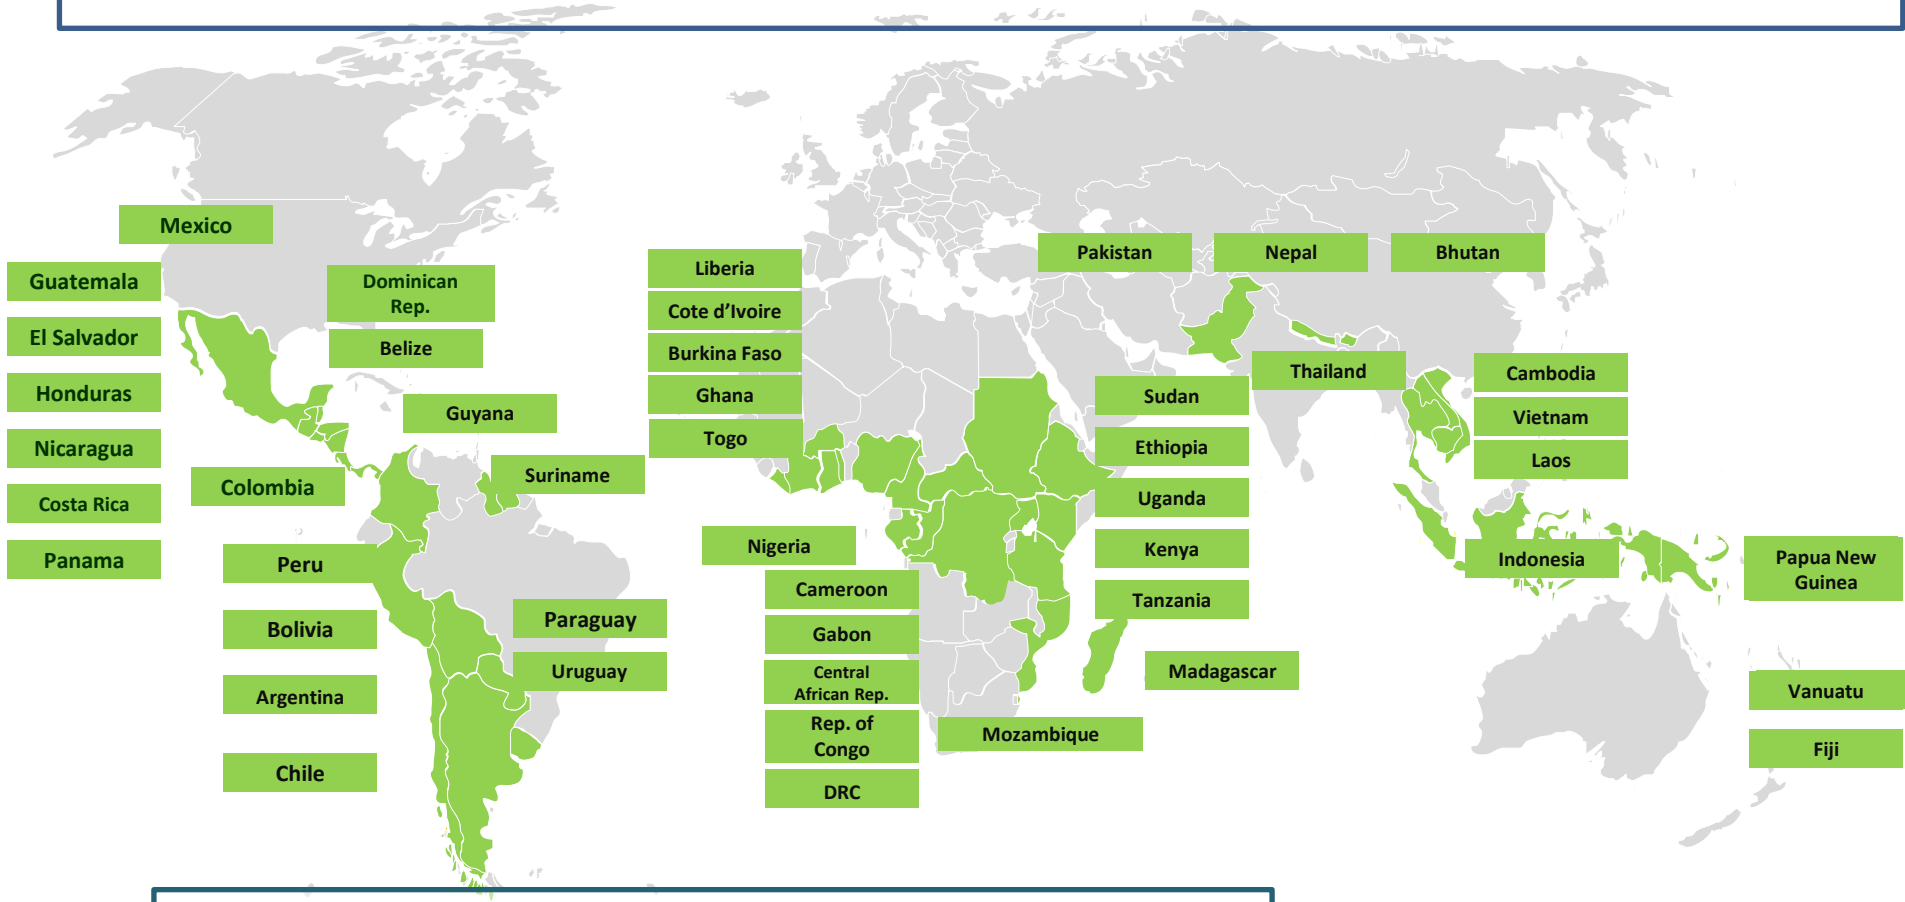 Mexico
Guatemala
El Salvador
Honduras
Nicaragua
Costa Rica
Panama
Dominican
Rep.
Belize
Guyana
Suriname
Colombia
Peru
Bolivia
Argentina
Chile
Paraguay
Uruguay
Liberia
Cote d’Ivoire
Burkina Faso
Ghana
Togo
Nigeria
Cameroon
Gabon
Central
African Rep.
Rep. of
Congo
DRC
Sudan
Ethiopia
Uganda
Kenya
Tanzania
Madagascar
Mozambique
Pakistan
Nepal
Bhutan
Thailand
Cambodia
Vietnam
Laos
Indonesia
Papua New
Guinea
Vanuatu
Fiji